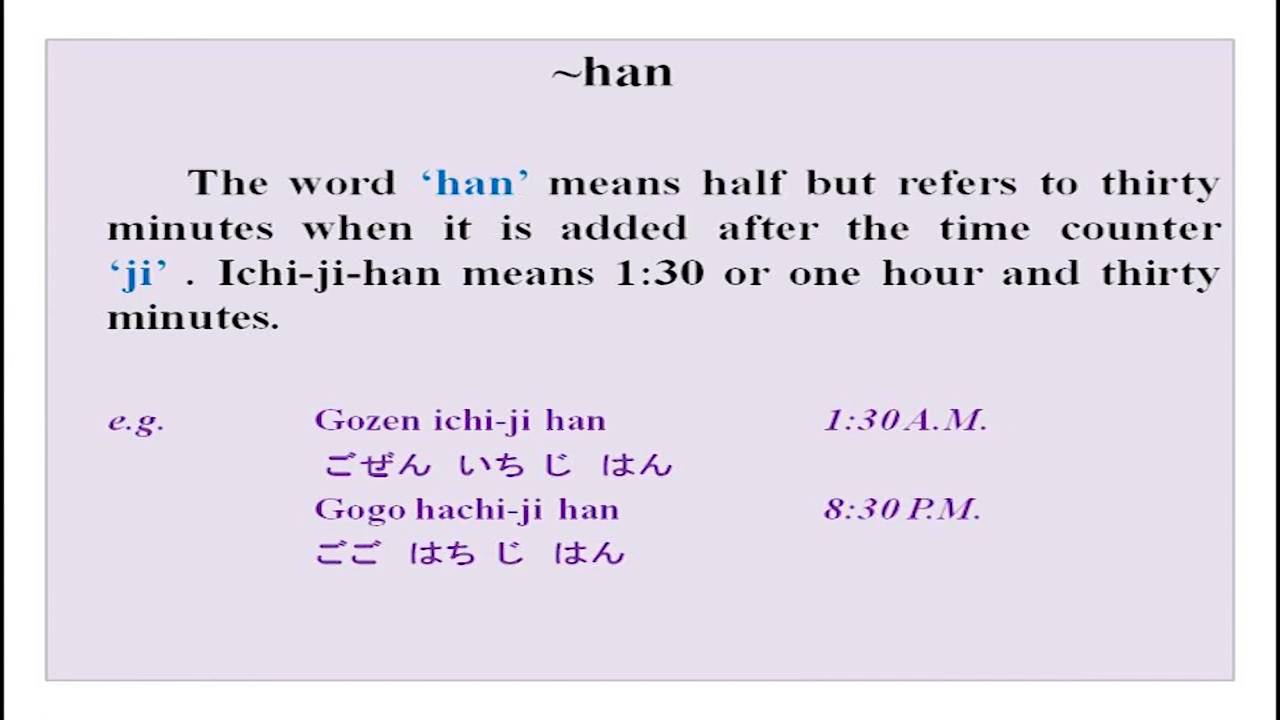 ~han
The word ‘han’ means half but refers to thirty
minutes when it is added after the time counter
‘ji’ . Ichi-ji-han means 1:30 or one hour and thirty
minutes.
e.g. Gozen ichi-ji han 1:30 A.M.
ごぜん いち じ はん
Gogo hachi-ji han 8:30 P.M.
ごご はち じ はん